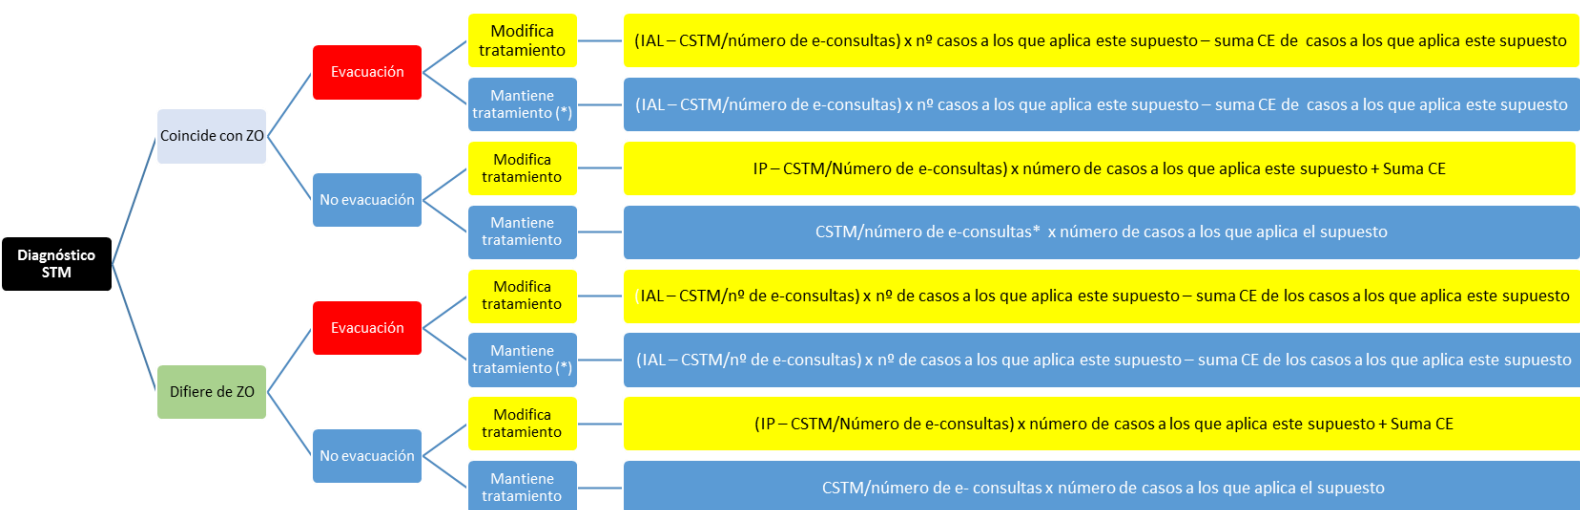 Modifica
tratamiento
(IAL – CSTM/número de e-consultas) x nº casos a los que aplica este supuesto – suma CE de casos a los que aplica este supuesto
Evacuación
Mantiene
tratamiento (*)
(IAL – CSTM/número de e-consultas) x nº casos a los que aplica este supuesto – suma CE de casos a los que aplica este supuesto
Coincide con ZO
Modifica
tratamiento
IP – CSTM/Número de e-consultas) x número de casos a los que aplica este supuesto + Suma CE
No evacuación
Mantiene
tratamiento
CSTM/número de e-consultas* x número de casos a los que aplica el supuesto
Diagnóstico
STM
Modifica
tratamiento
(IAL – CSTM/nº de e-consultas) x nº de casos a los que aplica este supuesto – suma CE de los casos a los que aplica este supuesto
Evacuación
Mantiene
tratamiento (*)
(IAL – CSTM/nº de e-consultas) x nº de casos a los que aplica este supuesto – suma CE de los casos a los que aplica este supuesto
Difiere de ZO
Modifica
tratamiento
(IP – CSTM/Número de e-consultas) x número de casos a los que aplica este supuesto + Suma CE
No evacuación
Mantiene
tratamiento
CSTM/número de e- consultas x número de casos a los que aplica el supuesto